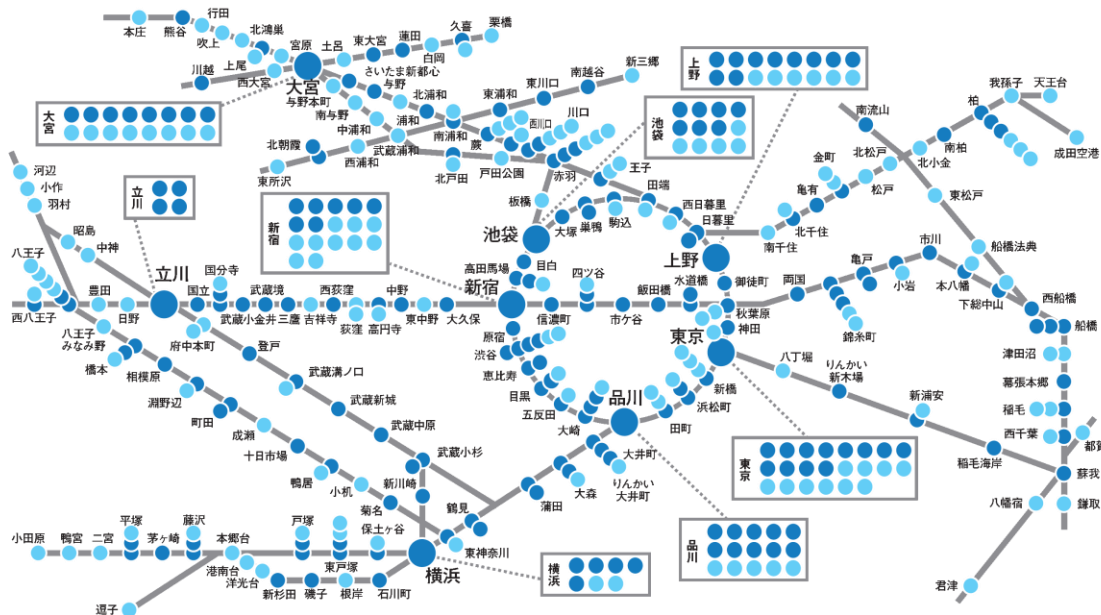 本庄
熊谷
行田
吹上
北鴻巣
上尾
宮原
西大宮
川越
土呂
東大宮
蓮田
白岡
久喜
栗橋
大宮
大宮
さいたま新都心
与野
与野本町
南与野
北浦和
浦和
中浦和
南浦和
武蔵浦和
西浦和
北朝霞
東所沢
東浦和
東川口
南越谷
新三郷
蕨
西川口
川口
北戸田
戸田公園
赤羽
王子
板橋
池袋
池袋
上野
上野
大塚
巣鴨
駒込
田端
西日暮里
日暮里
南千住
北千住
亀有
金町
松戸
北松戸
北小金
南柏
柏
我孫子
天王台
成田空港
南流山
東松戸
船橋法典
西船橋
船橋
津田沼
幕張本郷
稲毛
西千葉
都賀
蘇我
鎌取
八幡宿
君津
市川
本八幡
下総中山
亀戸
小岩
錦糸町
両国
御徒町
秋葉原
神田
水道橋
飯田橋
市ケ谷
四ツ谷
信濃町
目白
高田馬場
新宿
新宿
大久保
東中野
中野
高円寺
荻窪
西荻窪
吉祥寺
三鷹
武蔵境
武蔵小金井
国分寺
国立
立川
立川
日野
豊田
八王子
西八王子
河辺
小作
羽村
昭島
中神
八王子
みなみ野
橋本
相模原
淵野辺
町田
成瀬
十日市場
鴨居
小机
菊名
府中本町
登戸
武蔵溝ノ口
武蔵新城
武蔵中原
武蔵小杉
新川崎
鶴見
東神奈川
横浜
横浜
保土ヶ谷
東戸塚
戸塚
藤沢
茅ヶ崎
平塚
二宮
鴨宮
小田原
逗子
本郷台
港南台
洋光台
新杉田
磯子
根岸
石川町
原宿
渋谷
恵比寿
目黒
五反田
大崎
品川
品川
大井町
りんかい
大井町
大森
蒲田
田町
浜松町
新橋
東京
東京
八丁堀
りんかい
新木場
新浦安
稲毛海岸